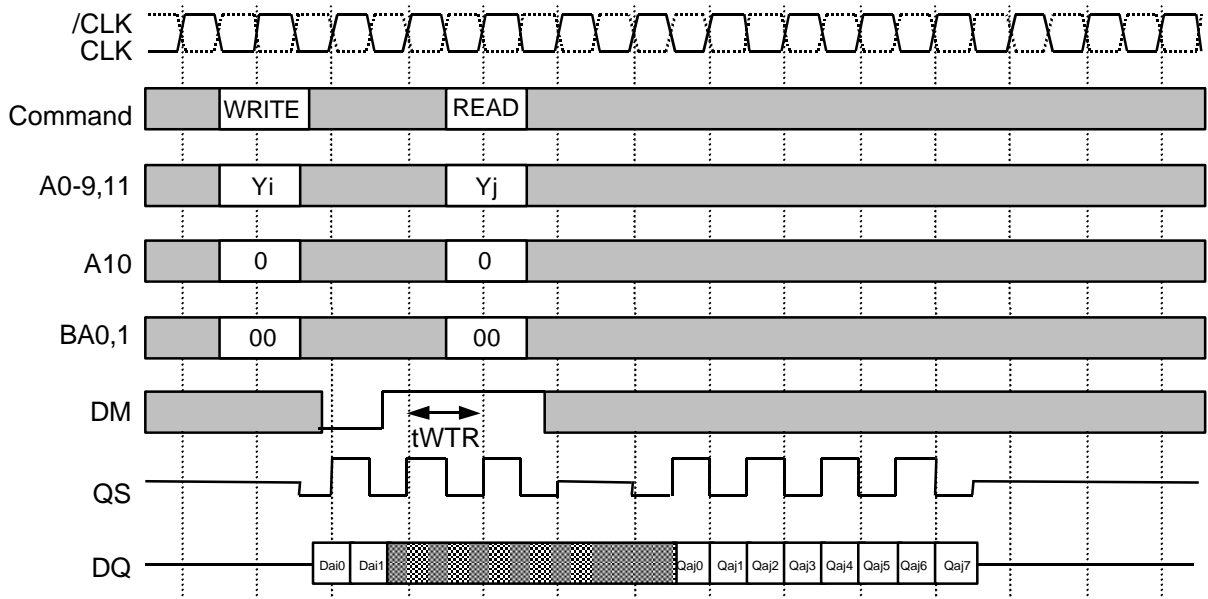 /CLK
CLK
Command WRITE READ
A0-9,11 Yi Yj
A10 0 0
BA0,1 00 00
DM
tWTR
QS
DQ Dai0 Dai1 Qaj0 Qaj1 Qaj2 Qaj3 Qaj4 Qaj5 Qaj6 Qaj7